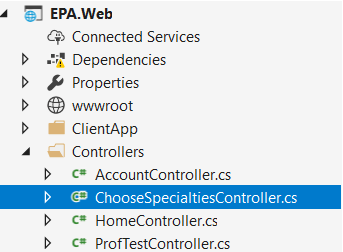 EPA.Web
Connected Services
Dependencies
Properties
wwwroot
ClientApp
Controllers
C# AccountController.cs
C# ChooseSpecialtiesController.cs
C# HomeController.cs
C# ProfTestController.cs